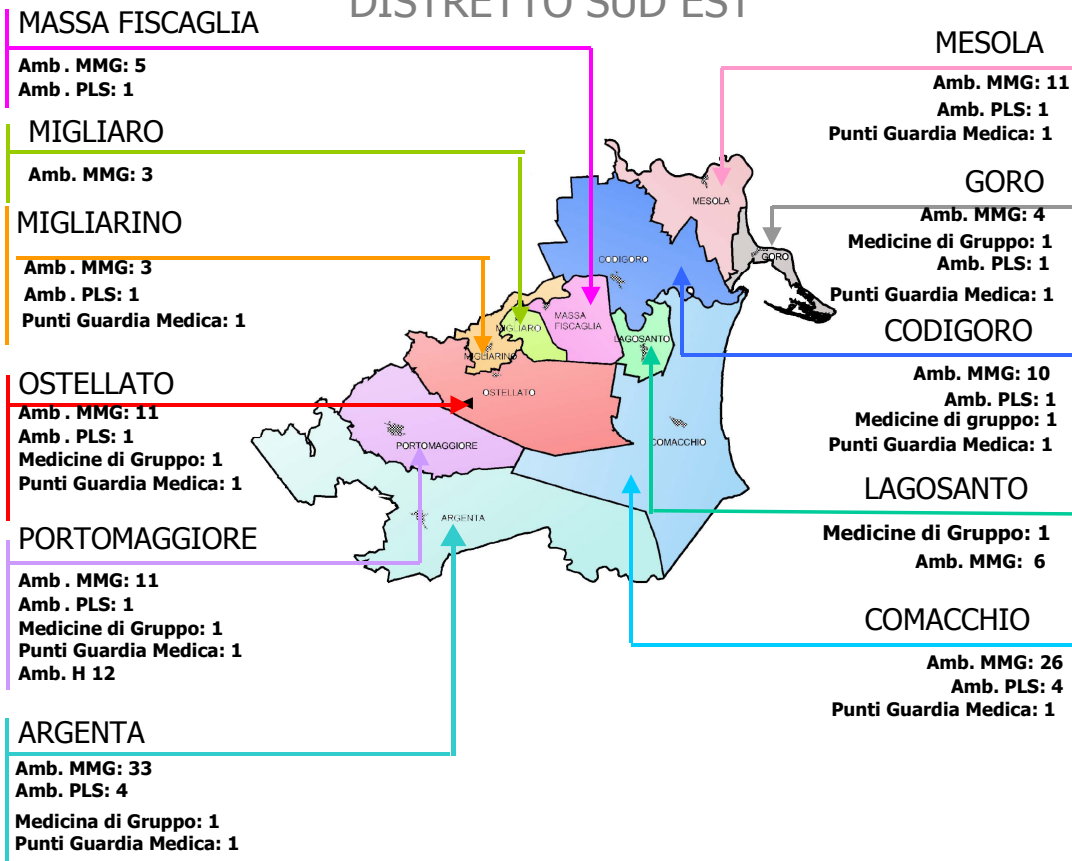 DISTRETTO SUD EST
MASSA FISCAGLIA
Amb. MMG: 5
Amb. PLS: 1
MIGLIARO
Amb. MMG: 3
MIGLIARINO
Amb. MMG: 3
Amb. PLS: 1
Punti Guardia Medica: 1
OSTELLATO
Amb. MMG: 11
Amb. PLS: 1
Medicine di Gruppo: 1
Punti Guardia Medica: 1
PORTOMAGGIORE
Amb. MMG: 11
Amb. PLS: 1
Medicine di Gruppo: 1
Punti Guardia Medica: 1
Amb. H 12
ARGENTA
Amb. MMG: 33
Amb. PLS: 4
Medicina di Gruppo: 1
Punti Guardia Medica: 1
MESOLA
GORO
CODIGORO
MASSA
FISCAGLIA
MIGLIARO
LAGOSANTO
MIGLIARINO
OSTELLATO
COMACCHIO
PORTOMAGGIORE
ARGENTA
MESOLA
Amb. MMG: 11
Amb. PLS: 1
Punti Guardia Medica: 1
GORO
Amb. MMG: 4
Medicine di Gruppo: 1
Amb. PLS: 1
Punti Guardia Medica: 1
CODIGORO
Amb. MMG: 10
Amb. PLS: 1
Medicine di gruppo: 1
Punti Guardia Medica: 1
LAGOSANTO
Medicine di Gruppo: 1
Amb. MMG: 6
COMACCHIO
Amb. MMG: 26
Amb. PLS: 4
Punti Guardia Medica: 1